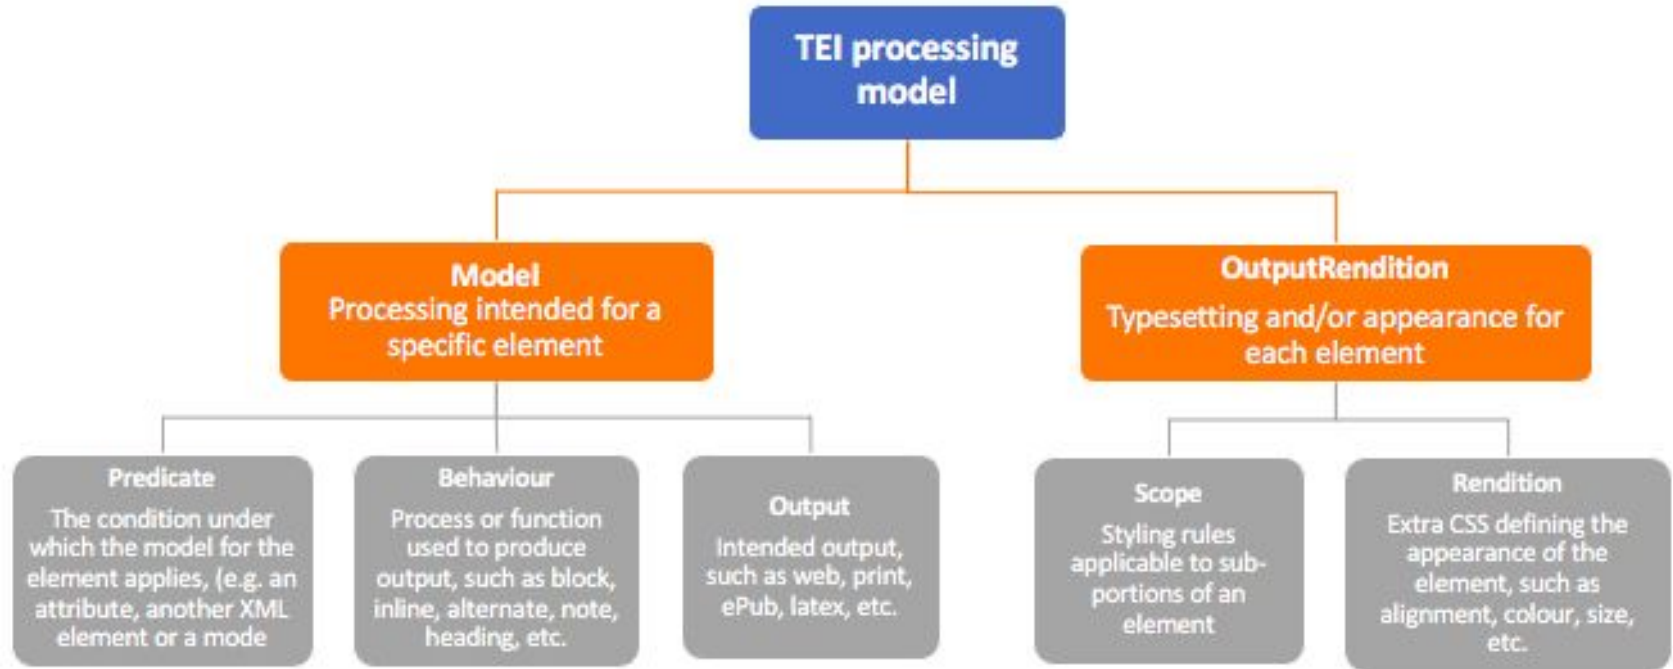 TEI processing
model
Model
Processing intended for a
specific element
OutputRendition
Typesetting and/or appearance for
each element
Predicate
The condition under
which the model for the
element applies, (e.g. an
attribute, another XML
element or a mode
Behaviour
Process or function
used to produce
output, such as block,
inline, alternate, note,
heading, etc.
Output
Intended output,
such as web, print,
ePub, latex, etc.
Scope
Styling rules
applicable to sub-
portions of an
element
Rendition
Extra CSS defining the
appearance of the
element, such as
alignment, colour, size,
etc.